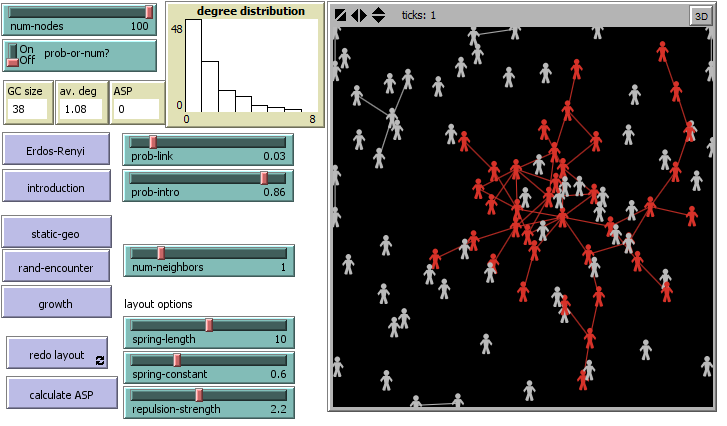 num-nodes 100
On
Off
prob-or-num?
GC size
38
av. deg
1.08
ASP
0
degree distribution
48
0
0 8
ticks: 1
3D
Erdos-Renyi
prob-link 0.03
introduction
prob-intro 0.86
static-geo
rand-encounter
num-neighbors 1
growth
layout options
redo layout
spring-length 10
spring-constant 0.6
calculate ASP
repulsion-strength 2.2